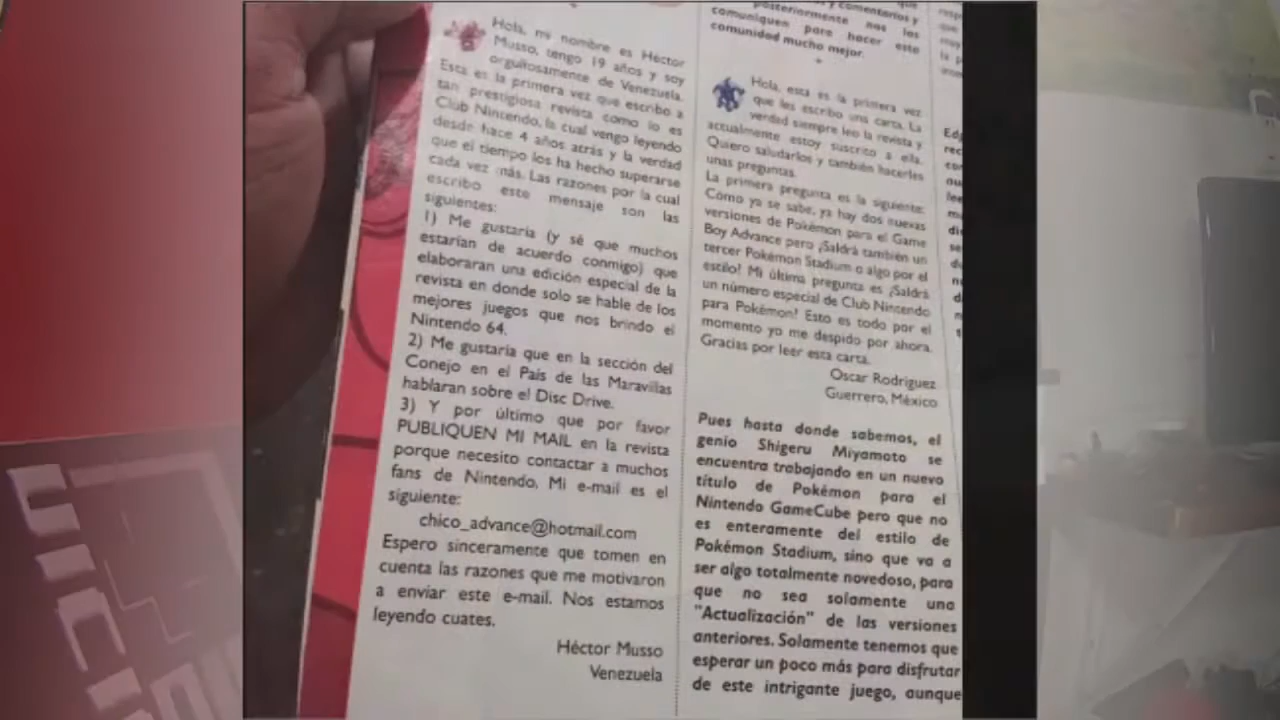 Hola, mi nombre es Héctor
Musso, tengo 19 años y soy
orgullosamente de Venezuela.
Esta es la primera vez que escribo a
tan prestigiosa revista como lo es
Club Nintendo, la cual vengo leyendo
desde hace 4 años atrás y la verdad
que el tiempo los ha hecho superarse
cada vez más. Las razones por la cual
escribo este mensaje son las
siguientes:
1) Me gustaría (y sé que muchos
estarían de acuerdo conmigo) que
elaboraran una edición especial de la
revista en donde solo se hable de los
mejores juegos que nos brindo el
Nintendo 64.
2) Me gustaría que en la sección del
Conejo en el País de las Maravillas
hablaran sobre el Disc Drive.
3) Y por último que por favor
PUBLIQUEN MI MAIL en la revista
porque necesito contactar a muchos
fans de Nintendo. Mi e-mail es el
siguiente:
chico_advance@hotmail.com
Espero sinceramente que tomen en
cuenta las razones que me motivaron
a enviar este e-mail. Nos estamos
leyendo cuates.
Héctor Musso
Venezuela
y comentarios y
posteriormente nos los
comuniquen para hacer esta
comunidad mucho mejor.
Hola, esta es la primera vez
que les escribo una carta. La
verdad siempre leo la revista y
actualmente estoy suscrito a ella.
Quiero saludarlos y también hacerles
unas preguntas.
La primera pregunta es la siguiente:
Como ya se sabe, ya hay dos nuevas
versiones de Pokémon para el Game
Boy Advance pero ¿Saldrá también un
tercer Pokémon Stadium o algo por el
estilo? Mi última pregunta es ¿Saldrá
un número especial de Club Nintendo
para Pokémon? Esto es todo por el
momento yo me despido por ahora.
Gracias por leer esta carta.
Oscar Rodriguez
Guerrero, México
Pues hasta donde sabemos, el
genio Shigeru Miyamoto se
encuentra trabajando en un nuevo
título de Pokémon para el
Nintendo GameCube pero que no
es enteramente del estilo de
Pokémon Stadium, sino que va a
ser algo totalmente novedoso, para
que no sea solamente una
"Actualización" de las versiones
anteriores. Solamente tenemos que
esperar un poco más para disfrutar
de este intrigante juego, aunque